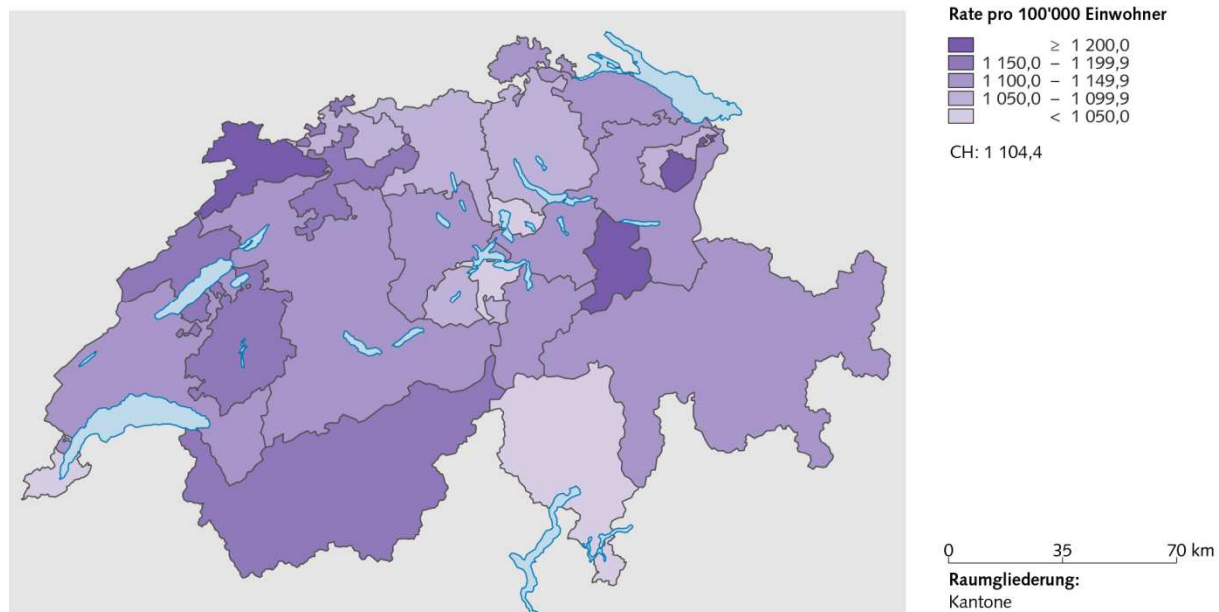 Rate pro 100'000 Einwohner
≥ 1 200,0
1 150,0 – 1 199,9
1 100,0 – 1 149,9
1 050,0 – 1 099,9
< 1 050,0
CH: 1 104,4
0 35 70 km
Raumgliederung:
Kantone